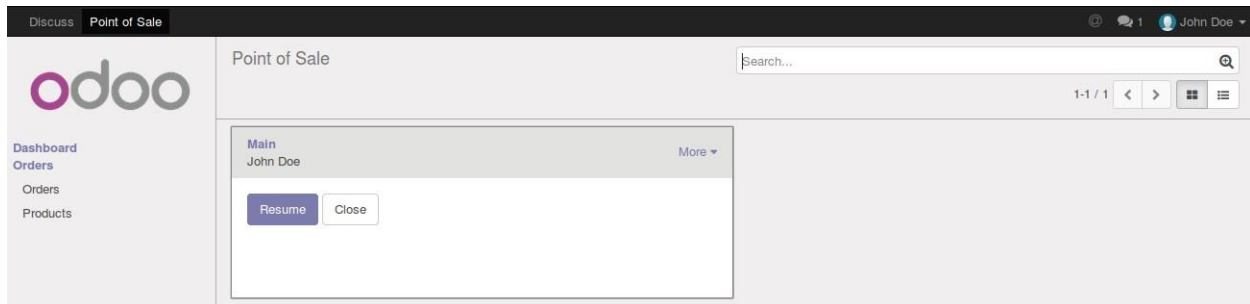 Discuss Point of Sale @ 1 John Doe
odoo
Point of Sale
Search...
1-1 / 1
Dashboard
Orders
Orders
Products
Main
John Doe
More
Resume Close